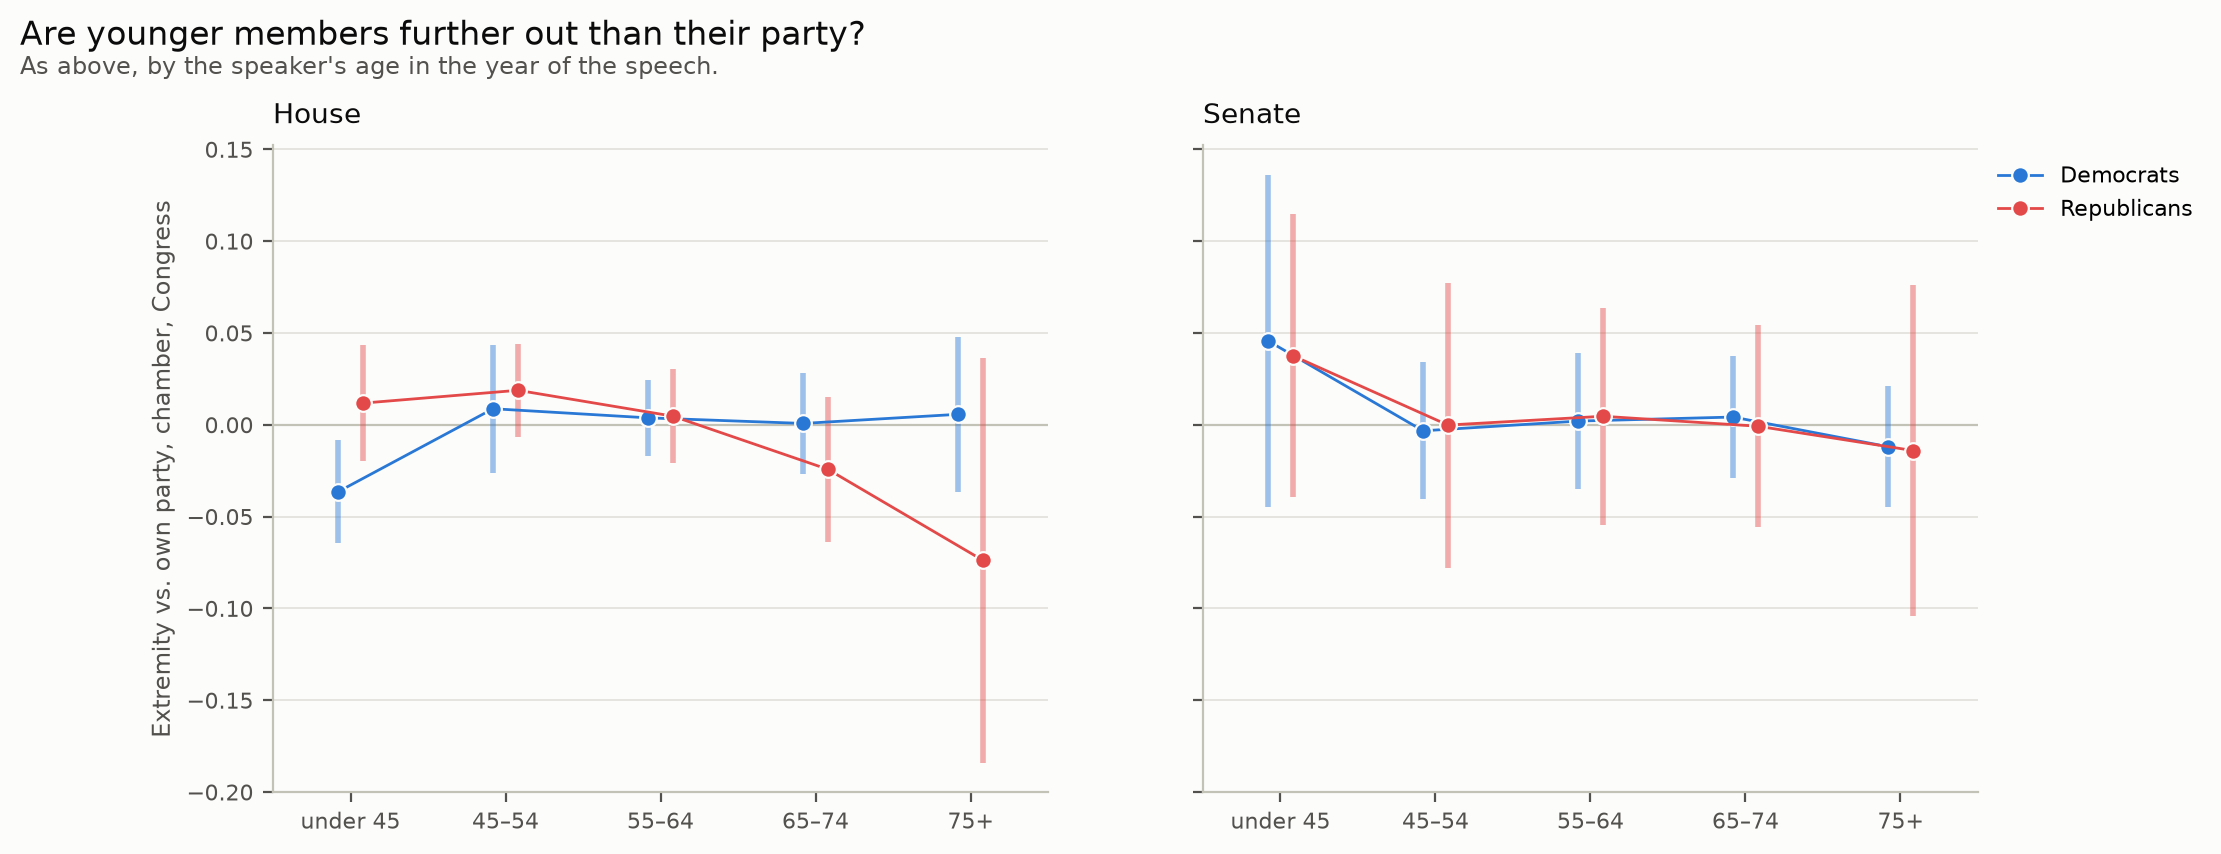 Are younger members further out than their party?
As above, by the speaker's age in the year of the speech.
House
Senate
Extremity vs. own party, chamber, Congress
0.15
0.10
0.05
0.00
−0.05
−0.10
−0.15
−0.20
under 45
45–54
55–64
65–74
75+
under 45
45–54
55–64
65–74
75+
Democrats
Republicans